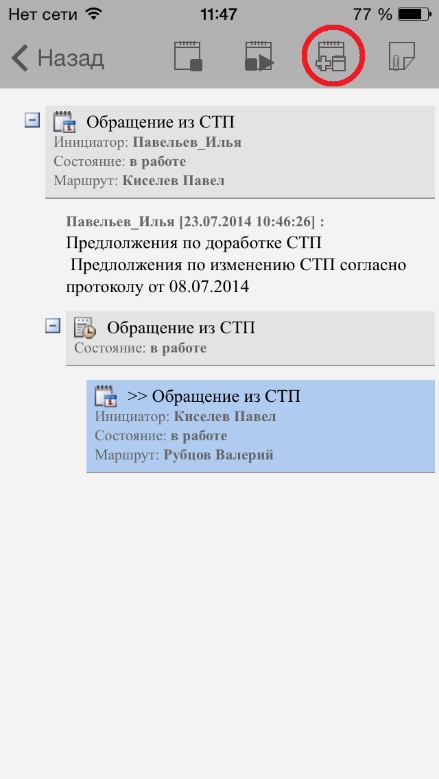 Нет сети 11:47 77 %
Назад
Обращение из СТП
Инициатор: Павельев_Илья
Состояние: в работе
Маршрут: Киселев Павел
Павельев_Илья [23.07.2014 10:46:26] :
Предложения по доработке СТП
Предложения по изменению СТП согласно
протоколу от 08.07.2014
Обращение из СТП
Состояние: в работе
>> Обращение из СТП
Инициатор: Киселев Павел
Состояние: в работе
Маршрут: Рубцов Валерий